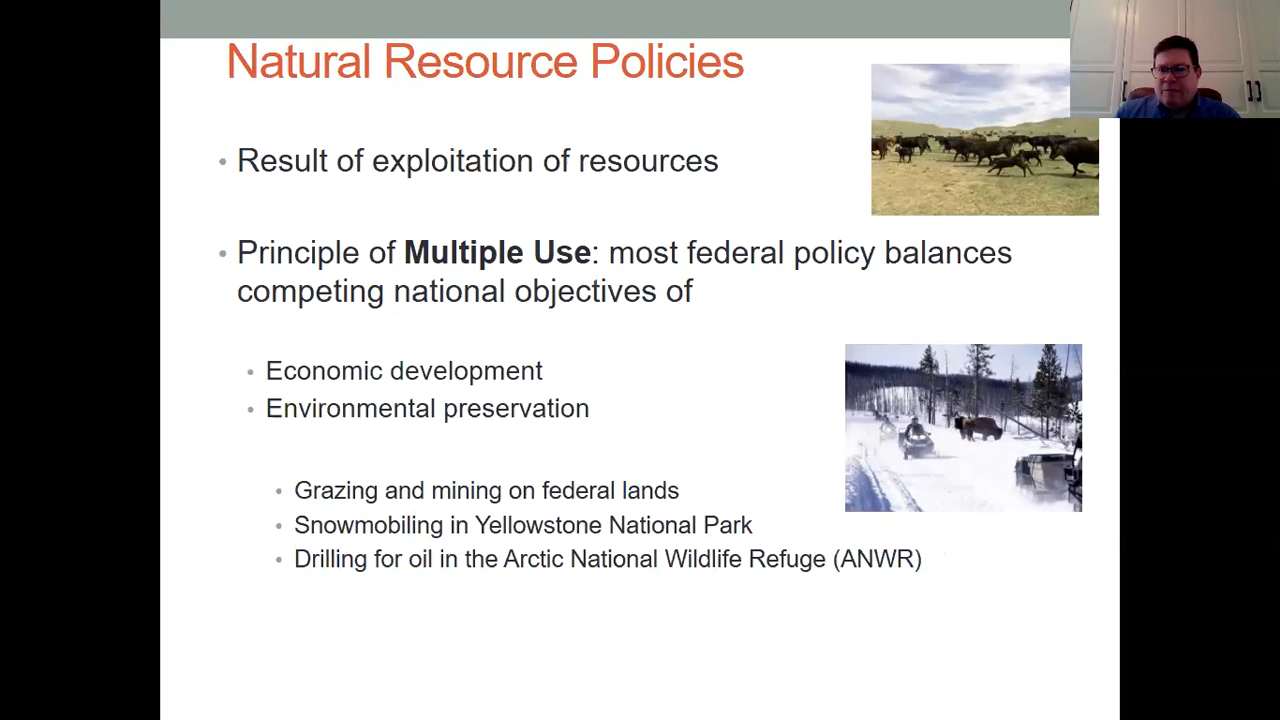 Natural Resource Policies
• Result of exploitation of resources
• Principle of Multiple Use: most federal policy balances
competing national objectives of
• Economic development
• Environmental preservation
• Grazing and mining on federal lands
• Snowmobiling in Yellowstone National Park
• Drilling for oil in the Arctic National Wildlife Refuge (ANWR)